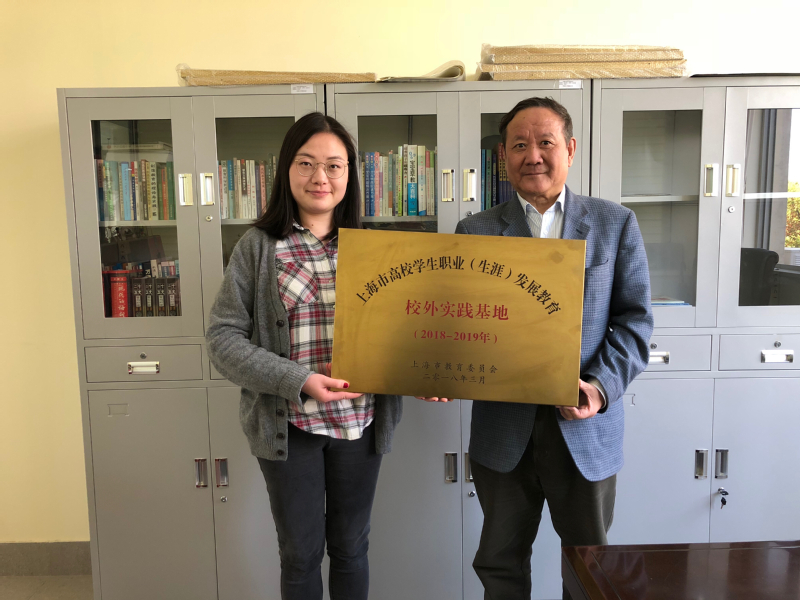 上海市高校学生职业（生涯）发展教育
校外实践基地
（2018-2019年）
上海市教育委员会
二〇一八年三月